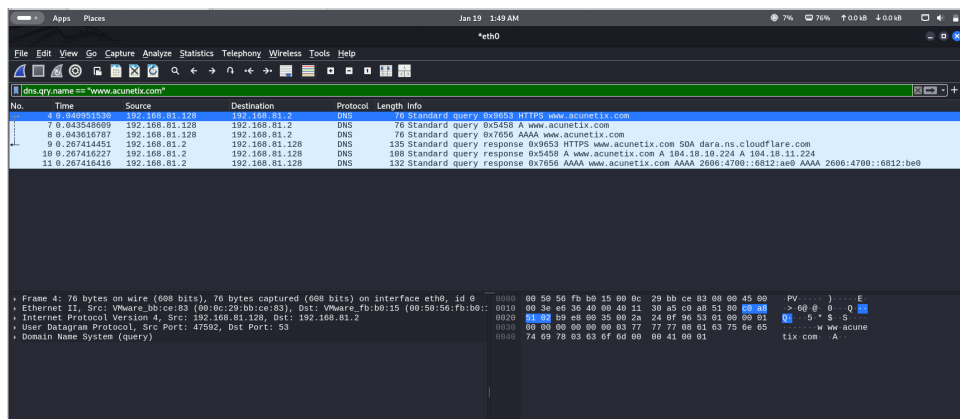 Apps Places Jan 19 1:49 AM 7% 76% ↑0.0 kB ↓0.0 kB
*eth0
File Edit View Go Capture Analyze Statistics Telephony Wireless Tools Help
dns.qry.name == "www.acunetix.com"
No. Time Source Destination Protocol Length Info
4 0.040951530 192.168.81.128 192.168.81.2 DNS 76 Standard query 0x9653 HTTPS www.acunetix.com
7 0.043548609 192.168.81.128 192.168.81.2 DNS 76 Standard query 0x5458 A www.acunetix.com
8 0.043616787 192.168.81.128 192.168.81.2 DNS 76 Standard query 0x7656 AAAA www.acunetix.com
9 0.267414451 192.168.81.2 192.168.81.128 DNS 135 Standard query response 0x9653 HTTPS www.acunetix.com SOA dara.ns.cloudflare.com
10 0.267416227 192.168.81.2 192.168.81.128 DNS 108 Standard query response 0x5458 A www.acunetix.com A 104.18.10.224 A 104.18.11.224
11 0.267416416 192.168.81.2 192.168.81.128 DNS 132 Standard query response 0x7656 AAAA www.acunetix.com AAAA 2606:4700::6812:ae0 AAAA 2606:4700::6812:be0
Frame 4: 76 bytes on wire (608 bits), 76 bytes captured (608 bits) on interface eth0, id 0
Ethernet II, Src: VMware_bb:ce:83 (00:0c:29:bb:ce:83), Dst: VMware_fb:b0:15 (00:50:56:fb:b0:
Internet Protocol Version 4, Src: 192.168.81.128, Dst: 192.168.81.2
User Datagram Protocol, Src Port: 47592, Dst Port: 53
Domain Name System (query)
0000 00 50 56 fb b0 15 00 0c 29 bb ce 83 08 00 45 00 ·PV·····)·····E·
0010 00 3e e6 36 40 00 40 11 30 a5 c0 a8 51 80 c0 a8 ·>·6@·@·0···Q···
0020 51 02 b9 e8 00 35 00 2a 24 0f 96 53 01 00 00 01 Q····5·*$··S····
0030 00 00 00 00 00 00 03 77 77 77 08 61 63 75 6e 65 ·······www·acune
0040 74 69 78 03 63 6f 6d 00 00 41 00 01 tix·com··A··